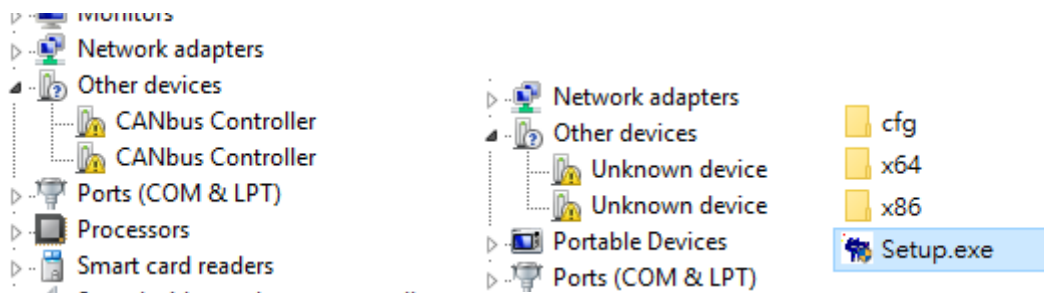 Monitors
Network adapters
Other devices
CANbus Controller
CANbus Controller
Ports (COM & LPT)
Processors
Smart card readers
Network adapters
Other devices
Unknown device
Unknown device
Portable Devices
Ports (COM & LPT)
cfg
x64
x86
Setup.exe